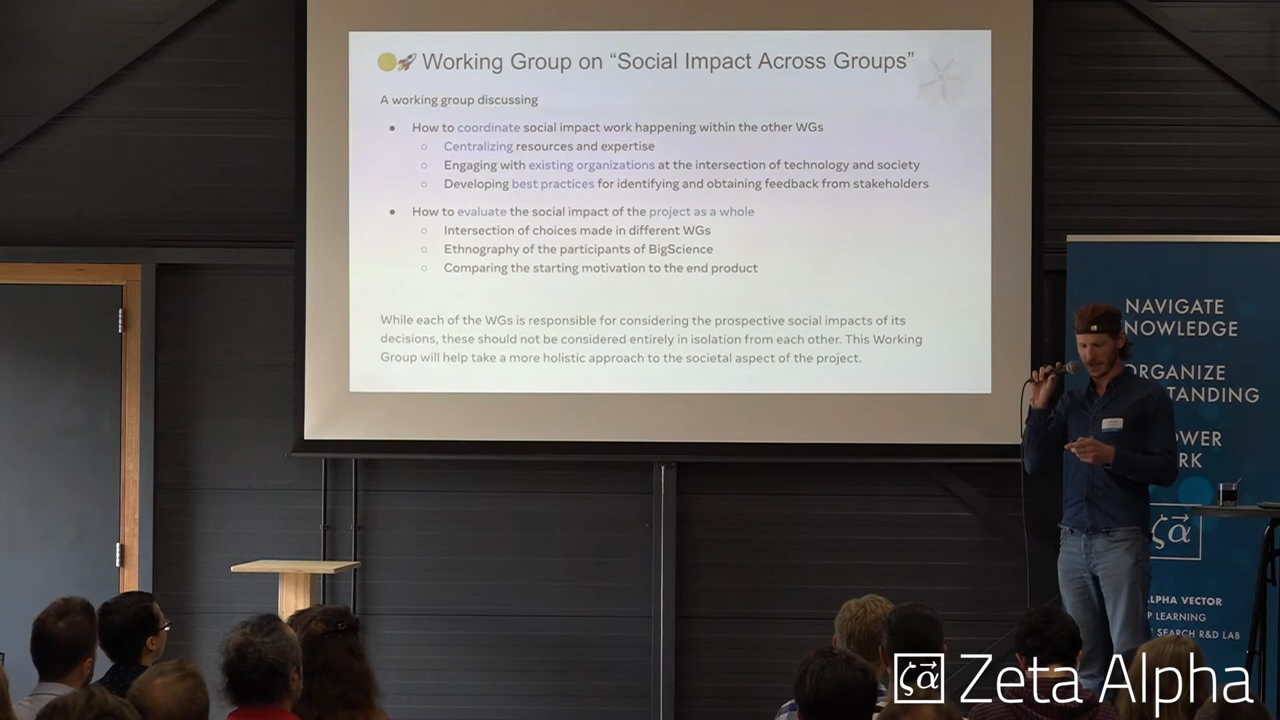 Working Group on “Social Impact Across Groups”
A working group discussing
How to coordinate social impact work happening within the other WGs
Centralizing resources and expertise
Engaging with existing organizations at the intersection of technology and society
Developing best practices for identifying and obtaining feedback from stakeholders
How to evaluate the social impact of the project as a whole
Intersection of choices made in different WGs
Ethnography of the participants of BigScience
Comparing the starting motivation to the end product
While each of the WGs is responsible for considering the prospective social impacts of its
decisions, these should not be considered entirely in isolation from each other. This Working
Group will help take a more holistic approach to the societal aspect of the project.
NAVIGATE
KNOWLEDGE
ORGANIZE
ζα
VECTOR
LEARNING
SEARCH R&D LAB
ζα Zeta Alpha